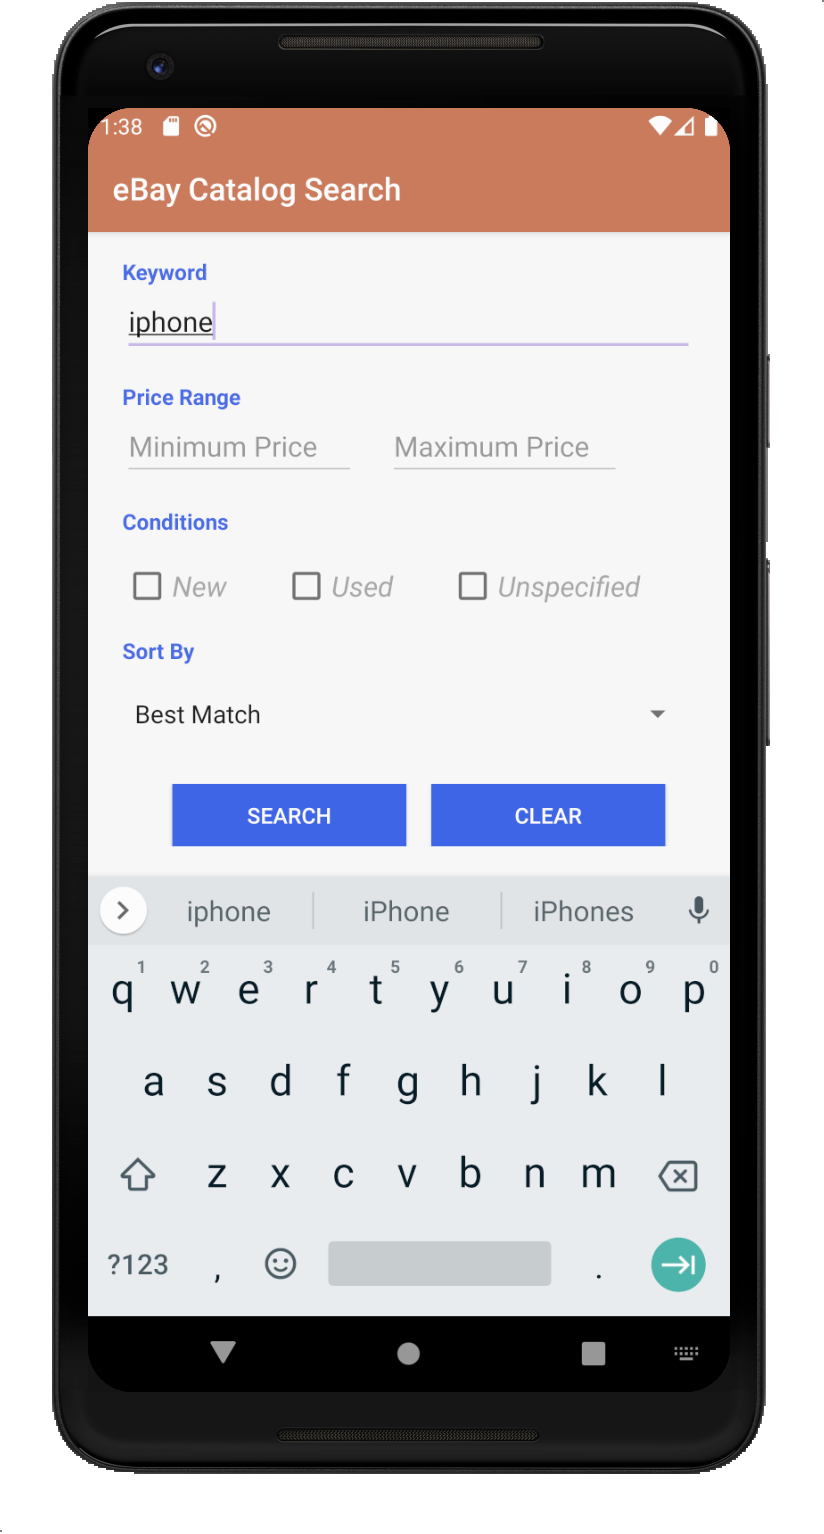 1:38
eBay Catalog Search
Keyword
iphone
Price Range
Minimum Price Maximum Price
Conditions
New Used Unspecified
Sort By
Best Match
SEARCH CLEAR
iphone iPhone iPhones
1 2 3 4 5 6 7 8 9 0
q w e r t y u i o p
a s d f g h j k l
z x c v b n m
?123 , .